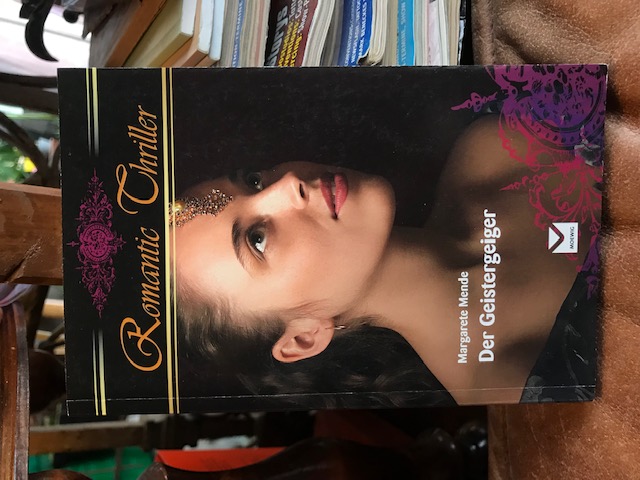 Romantic Thriller
Margarete Mende
Der Geistergeiger
MOEWIG